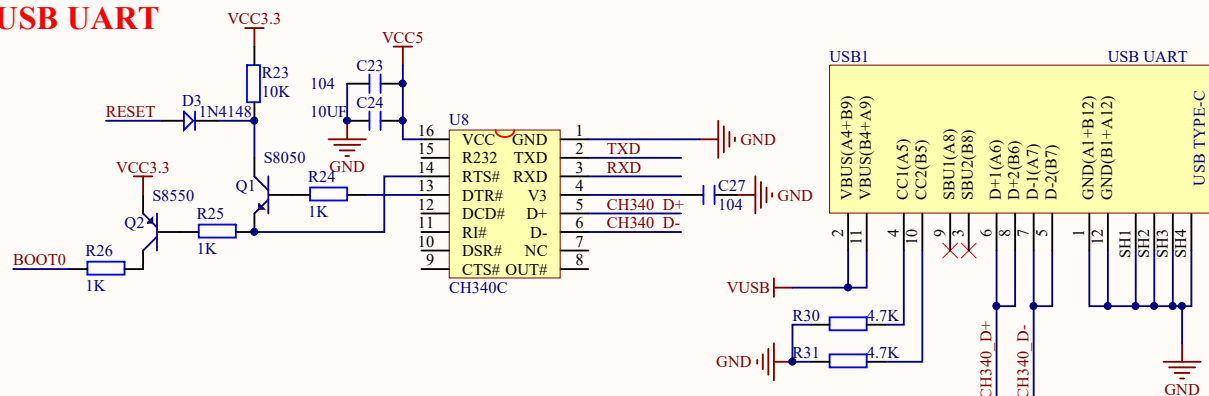 USB UART
VCC3.3
R23
10K
RESET
D3
1N4148
VCC5
C23
104
C24
10UF
GND
VCC3.3
S8550
Q2
S8050
Q1
R24
1K
R25
1K
R26
1K
BOOT0
U8
16 VCC GND 1
15 R232 TXD 2 TXD
14 RTS# RXD 3 RXD
13 DTR# V3 4
12 DCD# D+ 5 CH340_D+
11 RI# D- 6 CH340_D-
10 DSR# NC 7
9 CTS# OUT# 8
CH340C
GND
C27
104
GND
USB1
USB UART
VBUS(A4+B9)
VBUS(B4+A9)
CC1(A5)
CC2(B5)
SBU1(A8)
SBU2(B8)
D+1(A6)
D+2(B6)
D-1(A7)
D-2(B7)
GND(A1+B12)
GND(B1+A12)
USB TYPE-C
2
11
4
10
9
3
6
8
7
5
1
12
SH1
SH2
SH3
SH4
VUSB
R30
4.7K
R31
4.7K
GND
CH340_D+
CH340_D-
GND